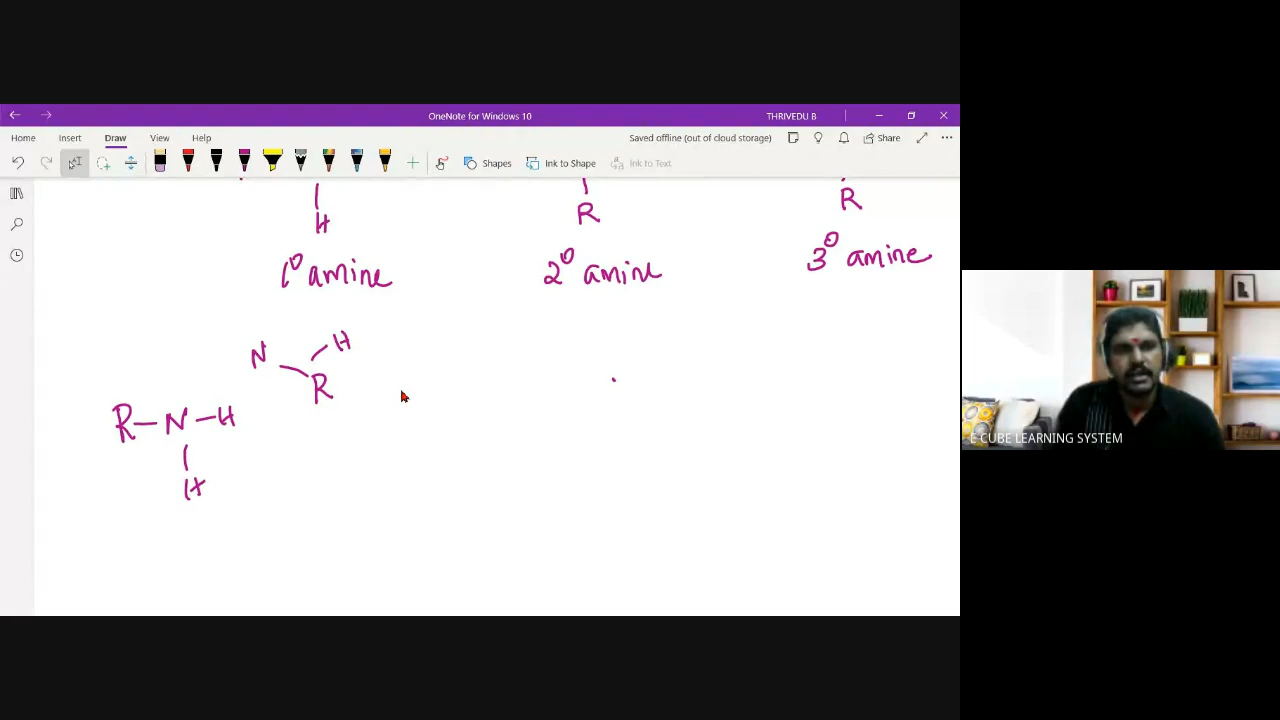 OneNote for Windows 10
THRIVEDU B
Home Insert Draw View Help
Saved offline (out of cloud storage)
Share
Shapes
Ink to Shape
Ink to Text
H
R
R
1° amine
2° amine
3° amine
N H
R
R–N–H
H
E CUBE LEARNING SYSTEM